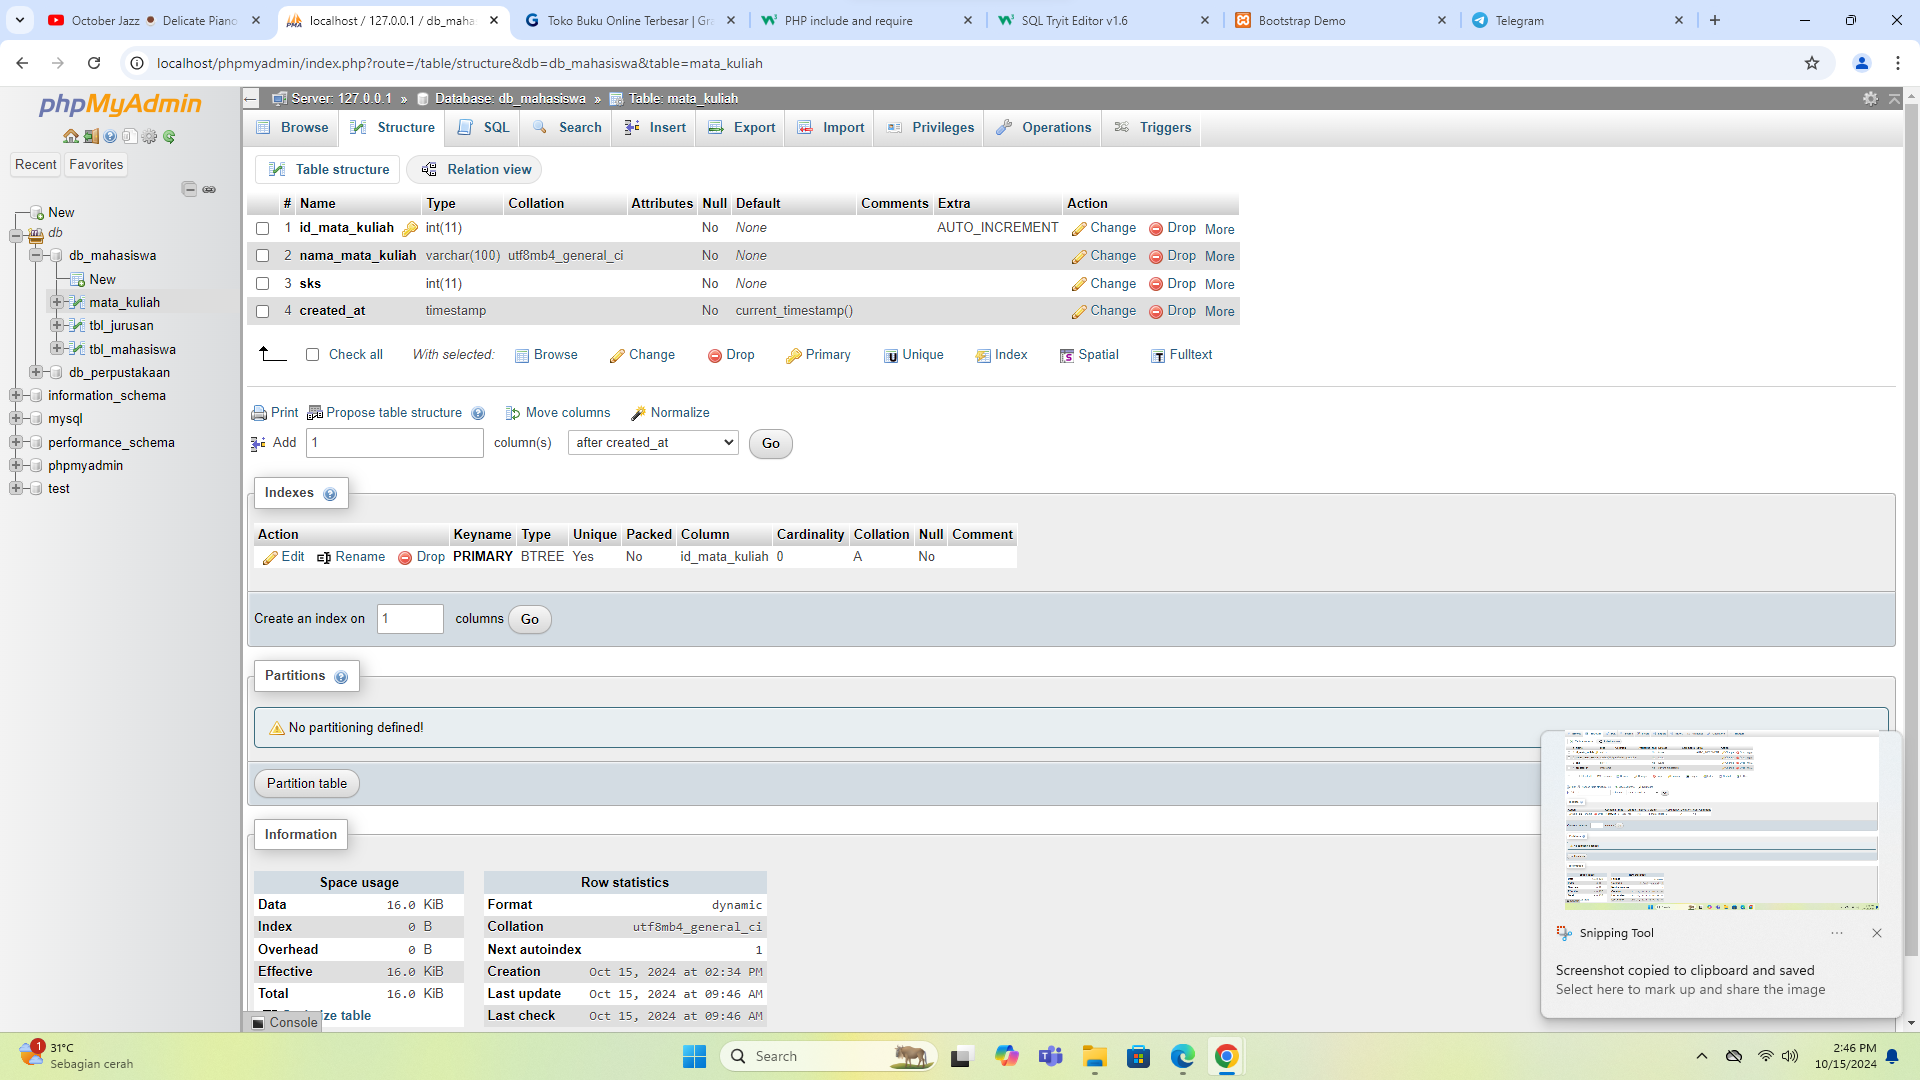 October Jazz ☕ Delicate Piano
localhost / 127.0.0.1 / db_mahas
Toko Buku Online Terbesar | Gra
PHP include and require
SQL Tryit Editor v1.6
Bootstrap Demo
Telegram
localhost/phpmyadmin/index.php?route=/table/structure&db=db_mahasiswa&table=mata_kuliah
phpMyAdmin
Recent Favorites
New
db
db_mahasiswa
New
mata_kuliah
tbl_jurusan
tbl_mahasiswa
db_perpustakaan
information_schema
mysql
performance_schema
phpmyadmin
test
Server: 127.0.0.1 » Database: db_mahasiswa » Table: mata_kuliah
Browse Structure SQL Search Insert Export Import Privileges Operations Triggers
Table structure Relation view
# Name Type Collation Attributes Null Default Comments Extra Action
1 id_mata_kuliah int(11) No None AUTO_INCREMENT Change Drop More
2 nama_mata_kuliah varchar(100) utf8mb4_general_ci No None Change Drop More
3 sks int(11) No None Change Drop More
4 created_at timestamp No current_timestamp() Change Drop More
Check all With selected: Browse Change Drop Primary Unique Index Spatial Fulltext
Print Propose table structure Move columns Normalize
Add 1 column(s) after created_at Go
Indexes
Action Keyname Type Unique Packed Column Cardinality Collation Null Comment
Edit Rename Drop PRIMARY BTREE Yes No id_mata_kuliah 0 A No
Create an index on 1 columns Go
Partitions
No partitioning defined!
Partition table
Information
Space usage
Data 16.0 KiB
Index 0 B
Overhead 0 B
Effective 16.0 KiB
Total 16.0 KiB
table
Row statistics
Format dynamic
Collation utf8mb4_general_ci
Next autoindex 1
Creation Oct 15, 2024 at 02:34 PM
Last update Oct 15, 2024 at 09:46 AM
Last check Oct 15, 2024 at 09:46 AM
Console
Snipping Tool
Screenshot copied to clipboard and saved
Select here to mark up and share the image
1
31°C
Sebagian cerah
Search
2:46 PM
10/15/2024